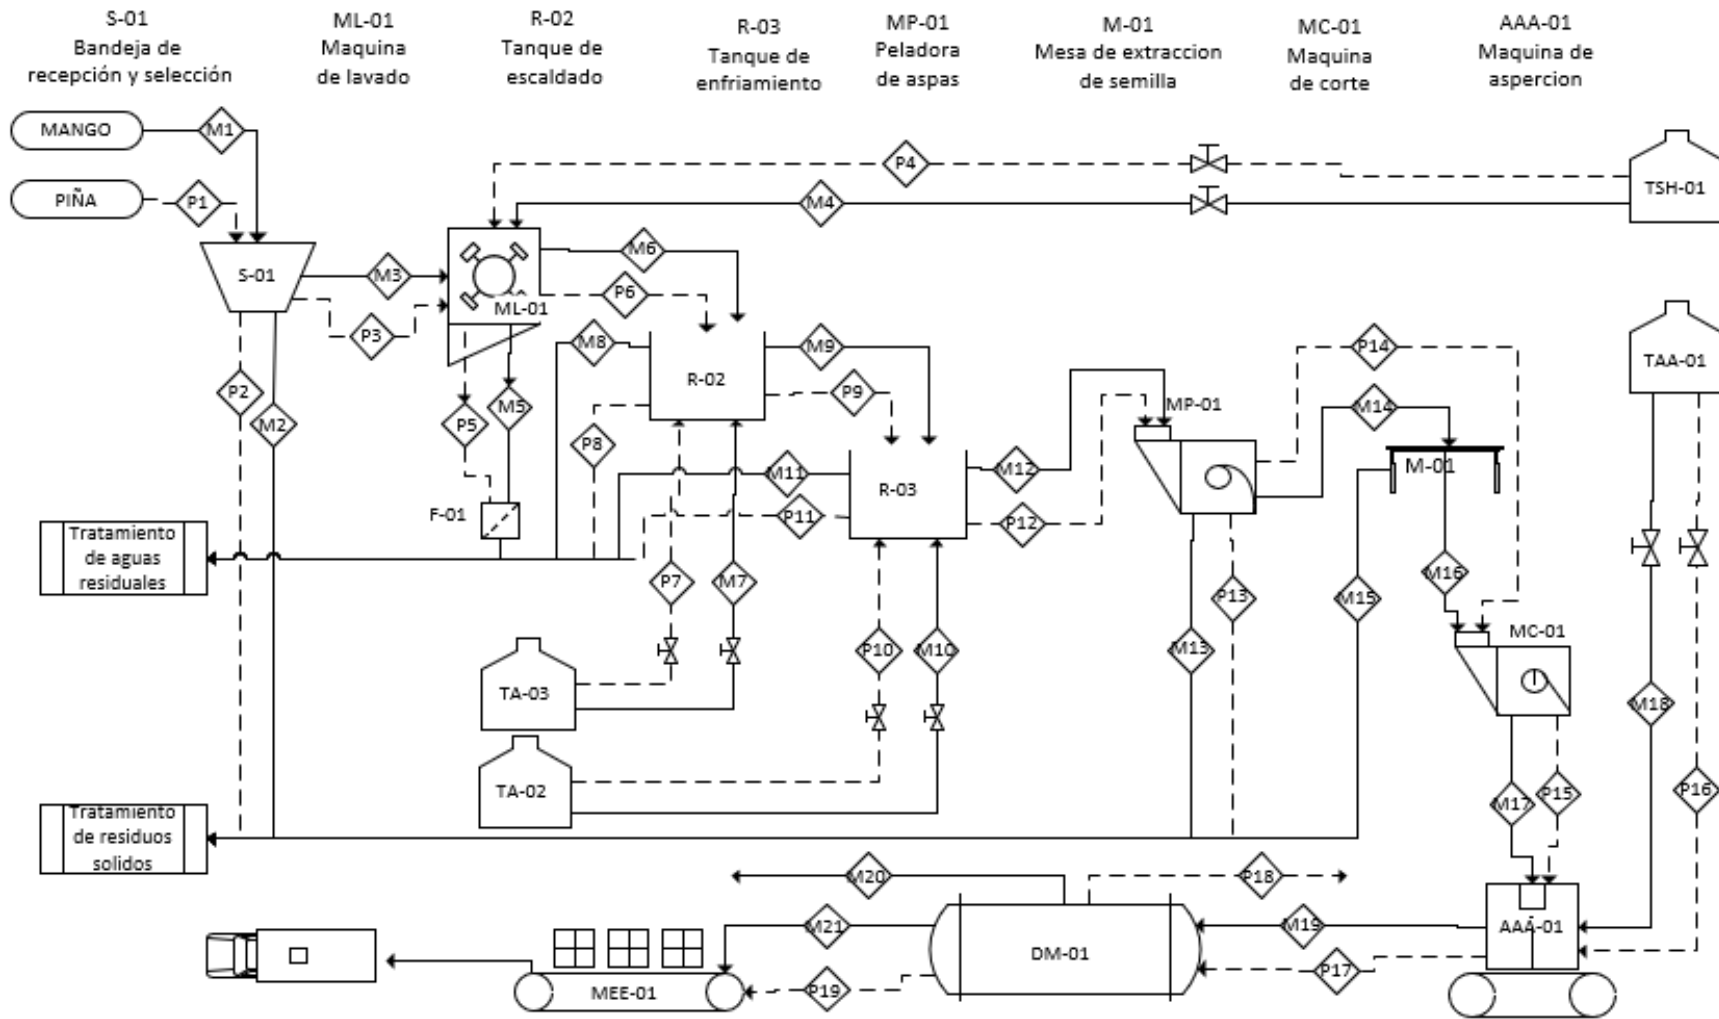 S-01
Bandeja de
recepción y selección
ML-01
Maquina
de lavado
R-02
Tanque de
escaldado
R-03
Tanque de
enfriamiento
MP-01
Peladora
de aspas
M-01
Mesa de extraccion
de semilla
MC-01
Maquina
de corte
AAA-01
Maquina de
aspercion
MANGO
M1
PIÑA
P1
P4
M4
TSH-01
S-01
M3
P3
ML-01
M6
P6
M8
R-02
M9
P9
P14
TAA-01
P2
M2
P5
M5
P8
M11
R-03
M12
MP-01
M14
M-01
F-01
P11
P12
Tratamiento
de aguas
residuales
P7
M7
P10
M10
M13
P13
M15
M16
MC-01
TA-03
M18
TA-02
M17
P15
P16
Tratamiento
de residuos
solidos
M20
P18
M21
DM-01
M19
AAA-01
P17
MEE-01
P19